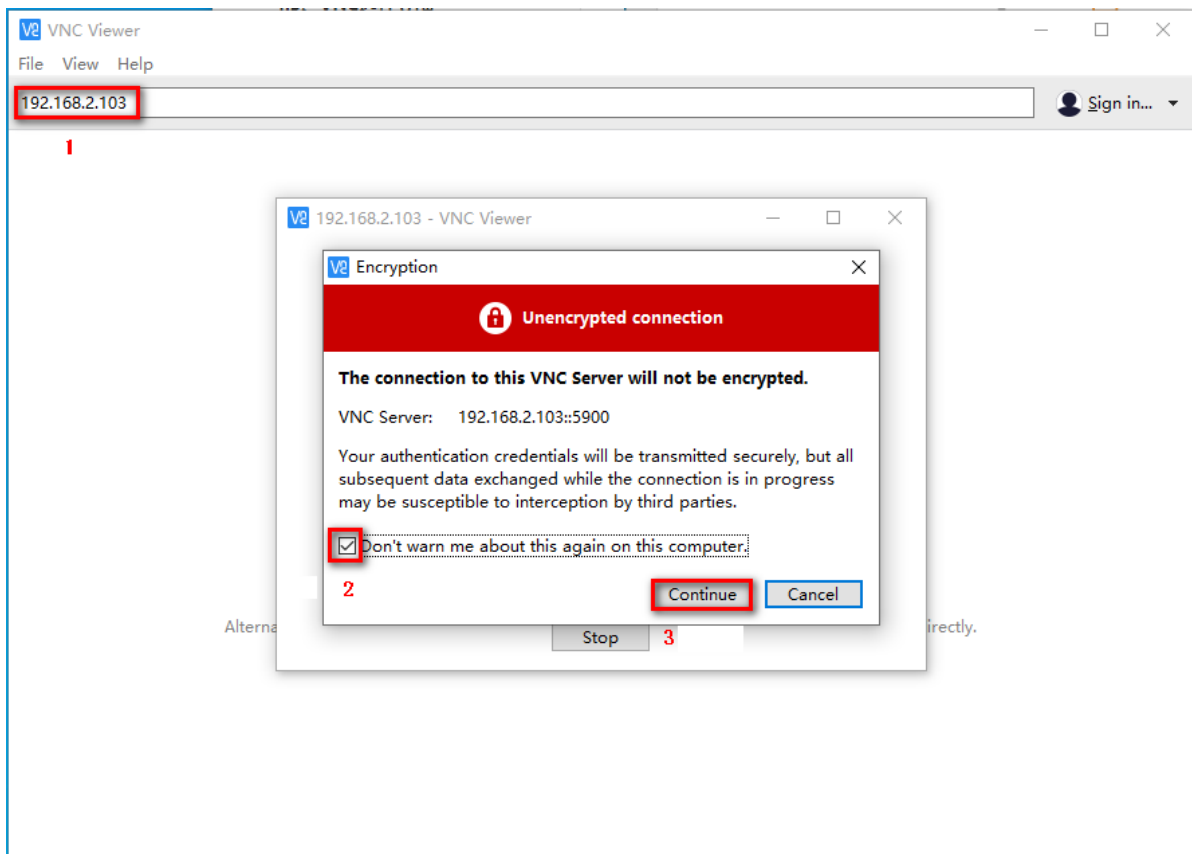 VNC Viewer
File View Help
192.168.2.103
Sign in...
1
192.168.2.103 - VNC Viewer
Encryption
Unencrypted connection
The connection to this VNC Server will not be encrypted.
VNC Server: 192.168.2.103::5900
Your authentication credentials will be transmitted securely, but all
subsequent data exchanged while the connection is in progress
may be susceptible to interception by third parties.
Don't warn me about this again on this computer.
2
Continue Cancel
Alterna irectly.
Stop 3